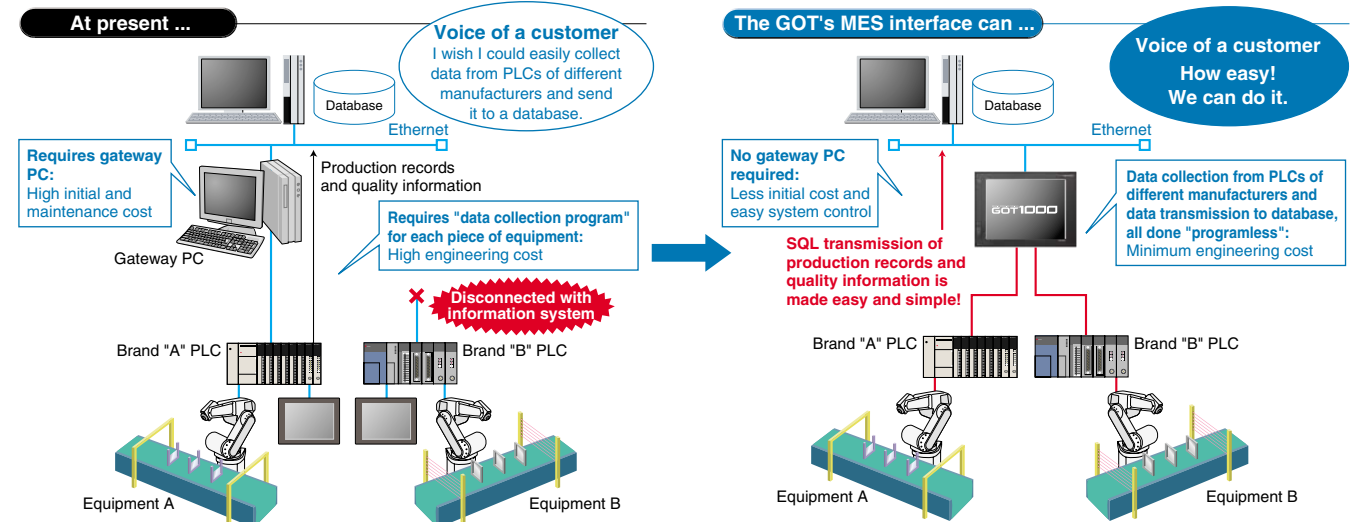 At present ...
Voice of a customer
I wish I could easily collect
data from PLCs of different
manufacturers and send
it to a database.
Database
Ethernet
Requires gateway
PC:
High initial and
maintenance cost
Production records
and quality information
Gateway PC
Requires "data collection program"
for each piece of equipment:
High engineering cost
Disconnected with
information system
Brand "A" PLC
Brand "B" PLC
Equipment A
Equipment B
The GOT's MES interface can ...
Voice of a customer
How easy!
We can do it.
Database
Ethernet
No gateway PC
required:
Less initial cost and
easy system control
GOT1000
Data collection from PLCs of
different manufacturers and
data transmission to database,
all done "programless":
Minimum engineering cost
SQL transmission of
production records and
quality information is
made easy and simple!
Brand "A" PLC
Brand "B" PLC
Equipment A
Equipment B